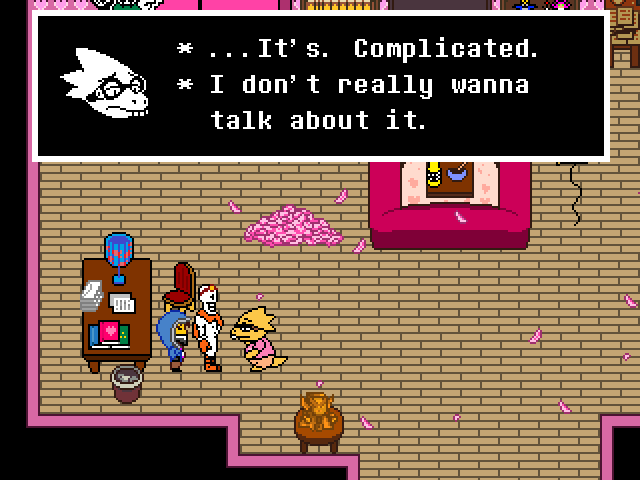 * ...It's. Complicated.
* I don't really wanna
talk about it.